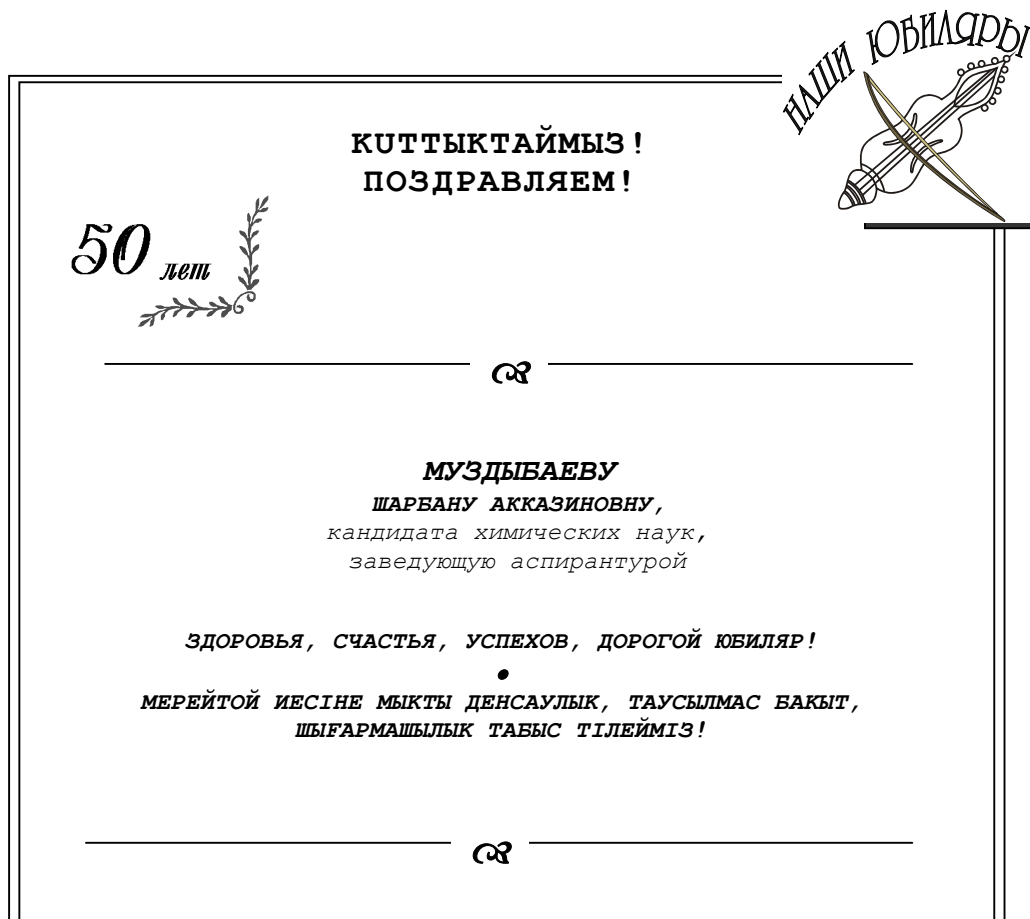 НАШИ ЮБИЛЯРЫ
КUТТЫКТАЙМЫЗ!
ПОЗДРАВЛЯЕМ!
50 лет
МУЗДЫБАЕВУ
ШАРБАНУ АККАЗИНОВНУ,
кандидата химических наук,
заведующую аспирантурой
ЗДОРОВЬЯ, СЧАСТЬЯ, УСПЕХОВ, ДОРОГОЙ ЮБИЛЯР!
•
МЕРЕЙТОЙ ИЕСІНЕ МЫКТЫ ДЕНСАУЛЫК, ТАУСЫЛМАС БАКЫТ,
ШЫҒАРМАШЫЛЫК ТАБЫС ТІЛЕЙМІЗ!